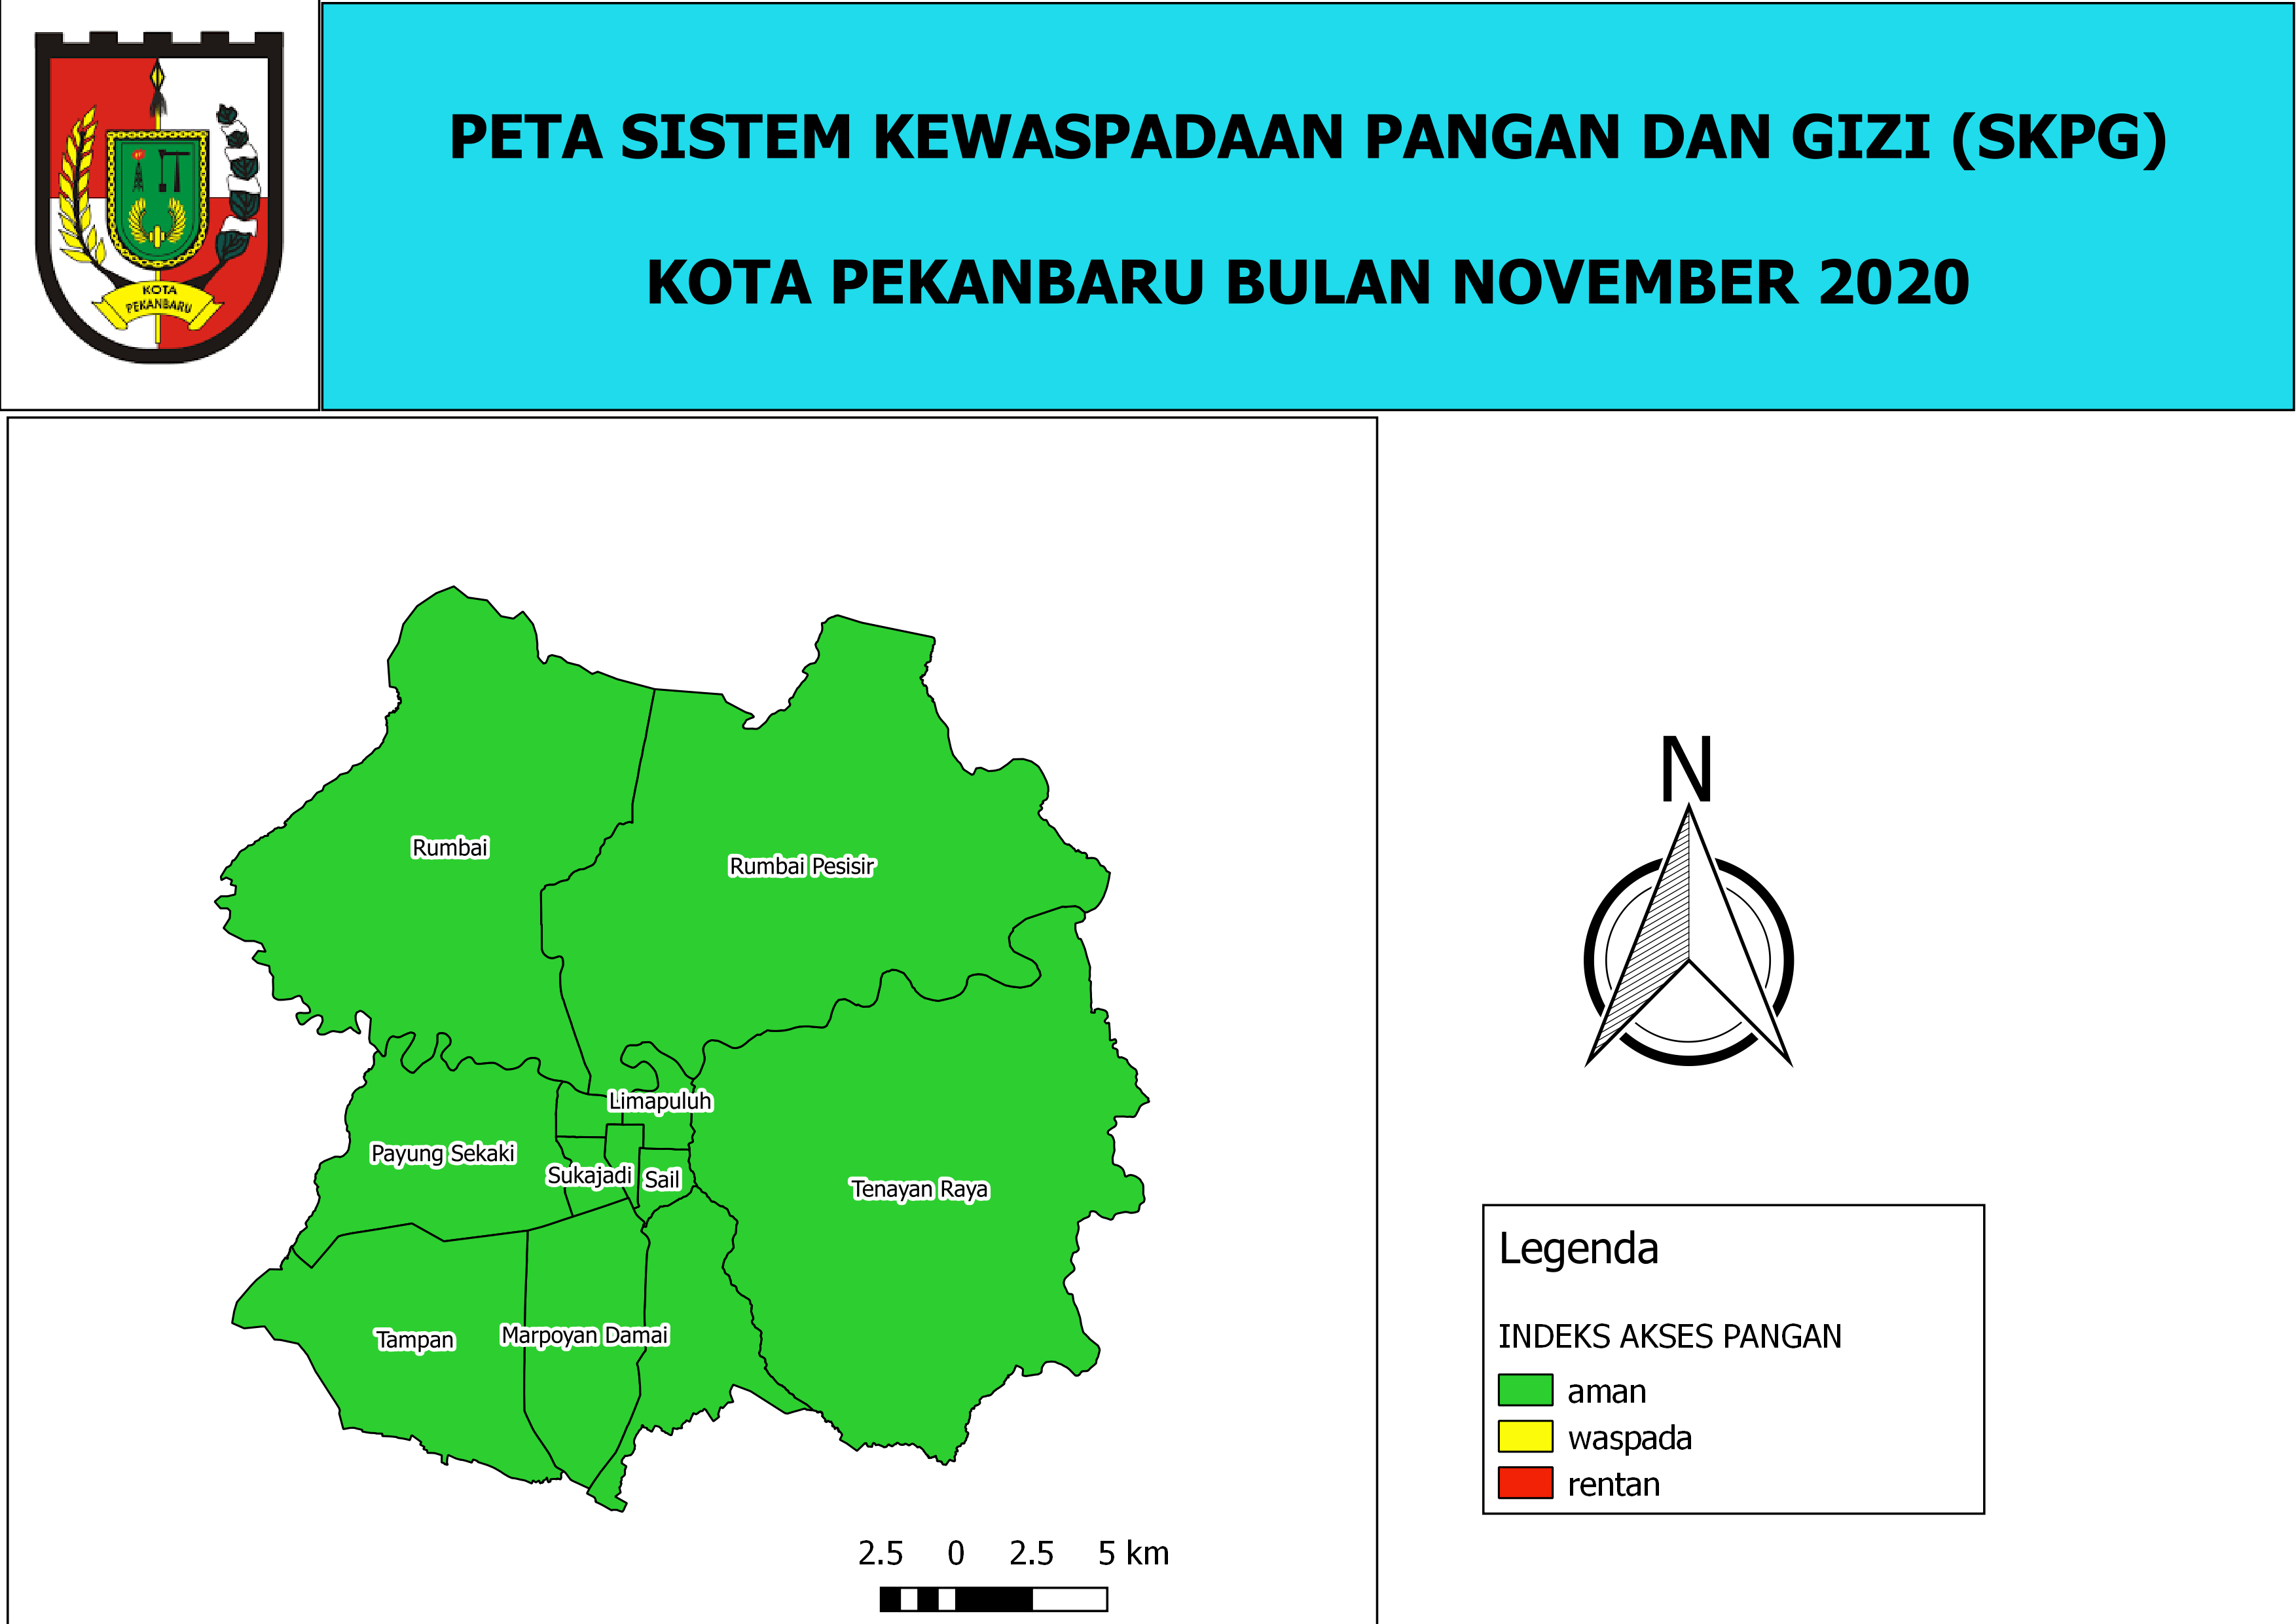 PETA SISTEM KEWASPADAAN PANGAN DAN GIZI (SKPG)
KOTA PEKANBARU BULAN NOVEMBER 2020
KOTA
PEKANBARU
N
Rumbai
Rumbai Pesisir
Limapuluh
Payung Sekaki
Sukajadi
Sail
Tenayan Raya
Tampan
Marpoyan Damai
Legenda
INDEKS AKSES PANGAN
aman
waspada
rentan
2.5 0 2.5 5 km